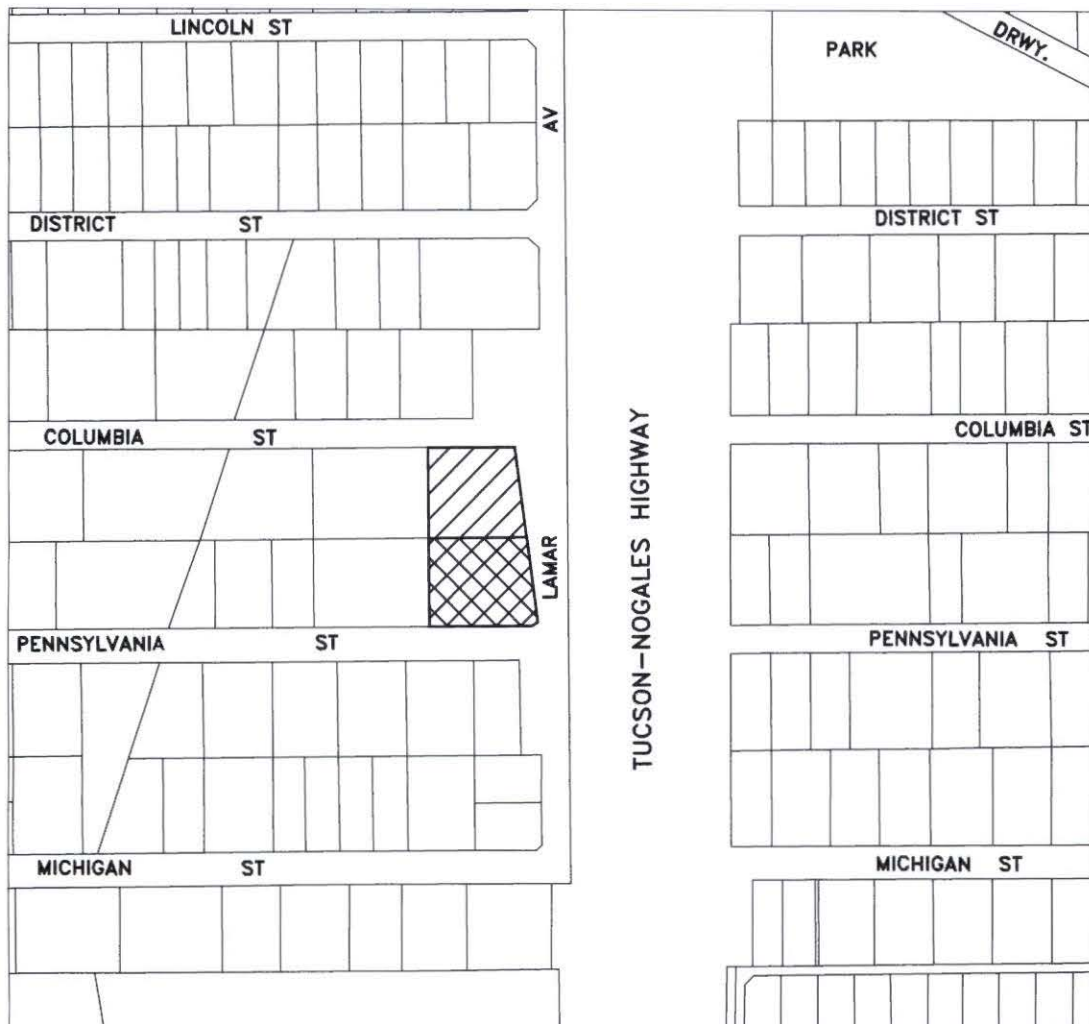 LINCOLN ST
PARK
DRWY.
AV
DISTRICT ST
DISTRICT ST
COLUMBIA ST
COLUMBIA ST
TUCSON-NOGALES HIGHWAY
LAMAR
PENNSYLVANIA ST
PENNSYLVANIA ST
MICHIGAN ST
MICHIGAN ST